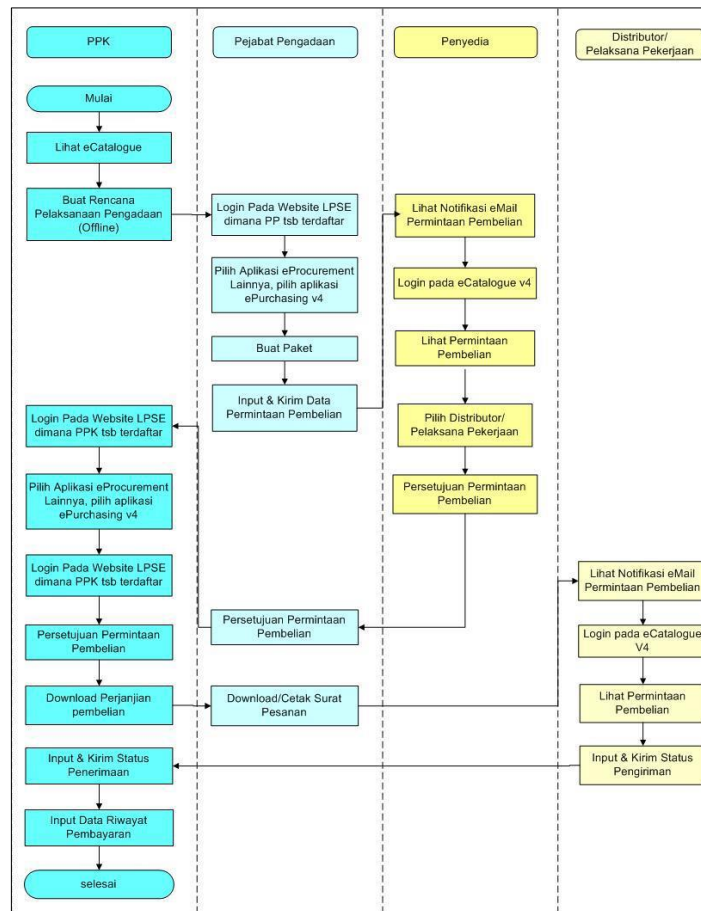 PPK
Pejabat Pengadaan
Penyedia
Distributor/
Pelaksana Pekerjaan
Mulai
Lihat eCatalogue
Buat Rencana
Pelaksanaan Pengadaan
(Offline)
Login Pada Website LPSE
dimana PP tsb terdaftar
Pilih Aplikasi eProcurement
Lainnya, pilih aplikasi
ePurchasing v4
Buat Paket
Input & Kirim Data
Permintaan Pembelian
Lihat Notifikasi eMail
Permintaan Pembelian
Login pada eCatalogue v4
Lihat Permintaan
Pembelian
Pilih Distributor/
Pelaksana Pekerjaan
Persetujuan Permintaan
Pembelian
Persetujuan Permintaan
Pembelian
Login Pada Website LPSE
dimana PPK tsb terdaftar
Pilih Aplikasi eProcurement
Lainnya, pilih aplikasi
ePurchasing v4
Login Pada Website LPSE
dimana PPK tsb terdaftar
Persetujuan Permintaan
Pembelian
Download Perjanjian
pembelian
Download/Cetak Surat
Pesanan
Lihat Notifikasi eMail
Permintaan Pembelian
Login pada eCatalogue
V4
Lihat Permintaan
Pembelian
Input & Kirim Status
Pengiriman
Input & Kirim Status
Penerimaan
Input Data Riwayat
Pembayaran
selesai